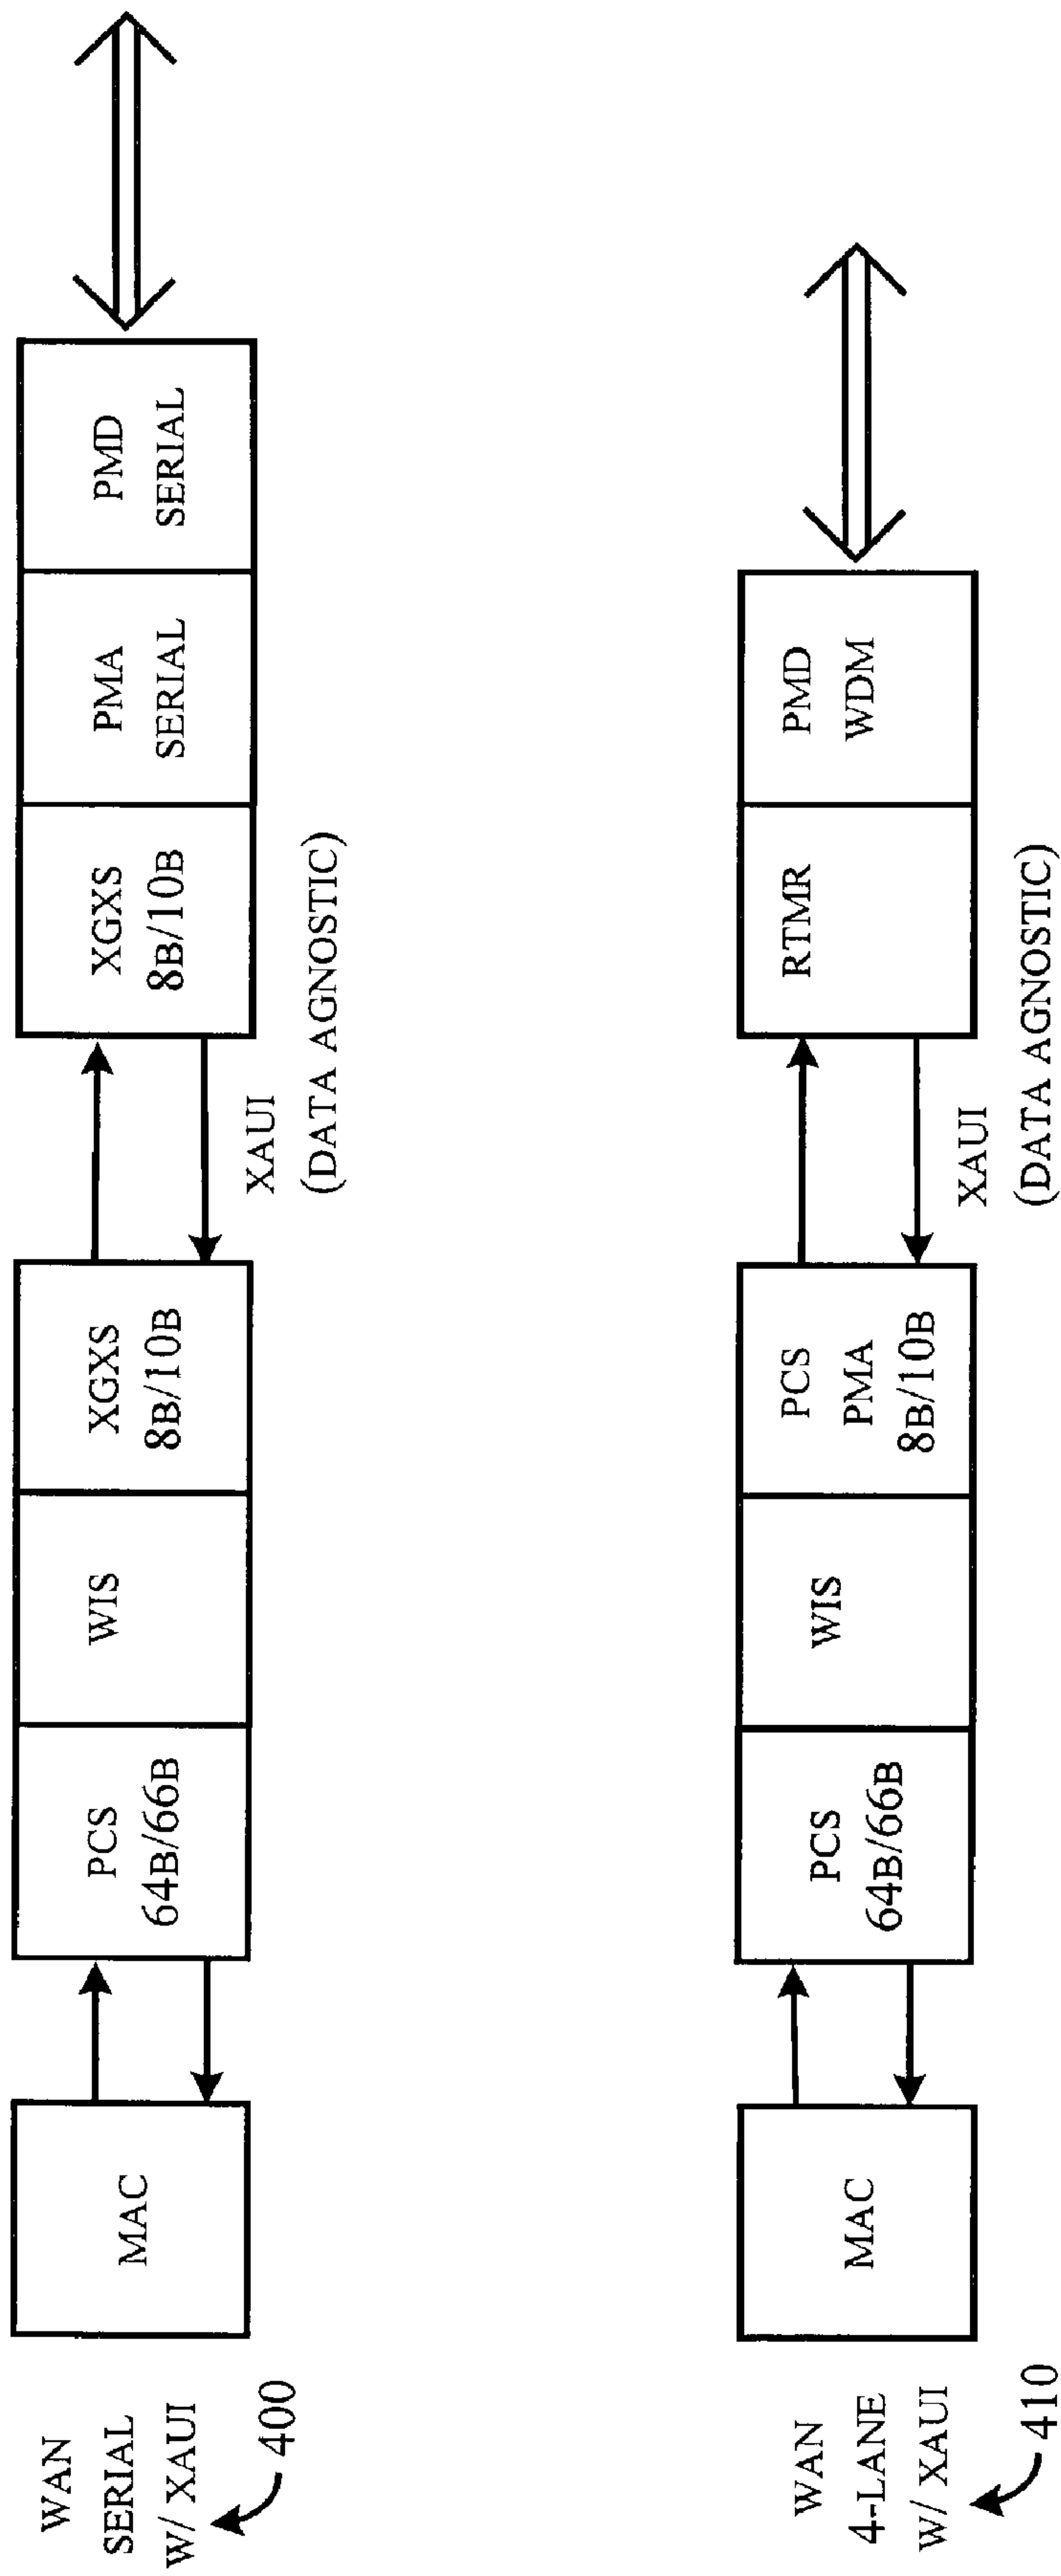 WAN
SERIAL
W/ XAUI
400
MAC
PCS
64B/66B
WIS
XGXS
8B/10B
XAUI
(DATA AGNOSTIC)
XGXS
8B/10B
PMA
SERIAL
PMD
SERIAL
WAN
4-LANE
W/ XAUI
410
MAC
PCS
64B/66B
WIS
PCS
PMA
8B/10B
XAUI
(DATA AGNOSTIC)
RTMR
PMD
WDM